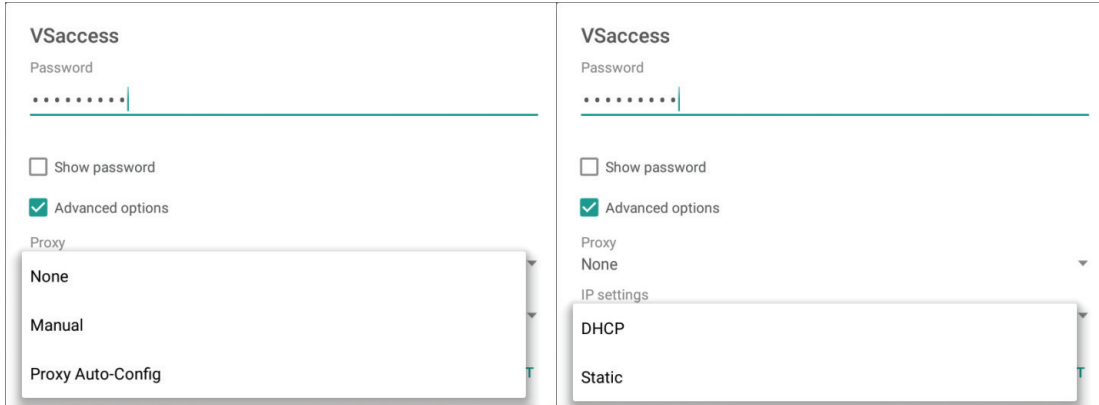 VSaccess
Password
•••••••••
Show password
Advanced options
Proxy
None
Manual
Proxy Auto-Config
T
VSaccess
Password
•••••••••
Show password
Advanced options
Proxy
None
IP settings
DHCP
Static
T